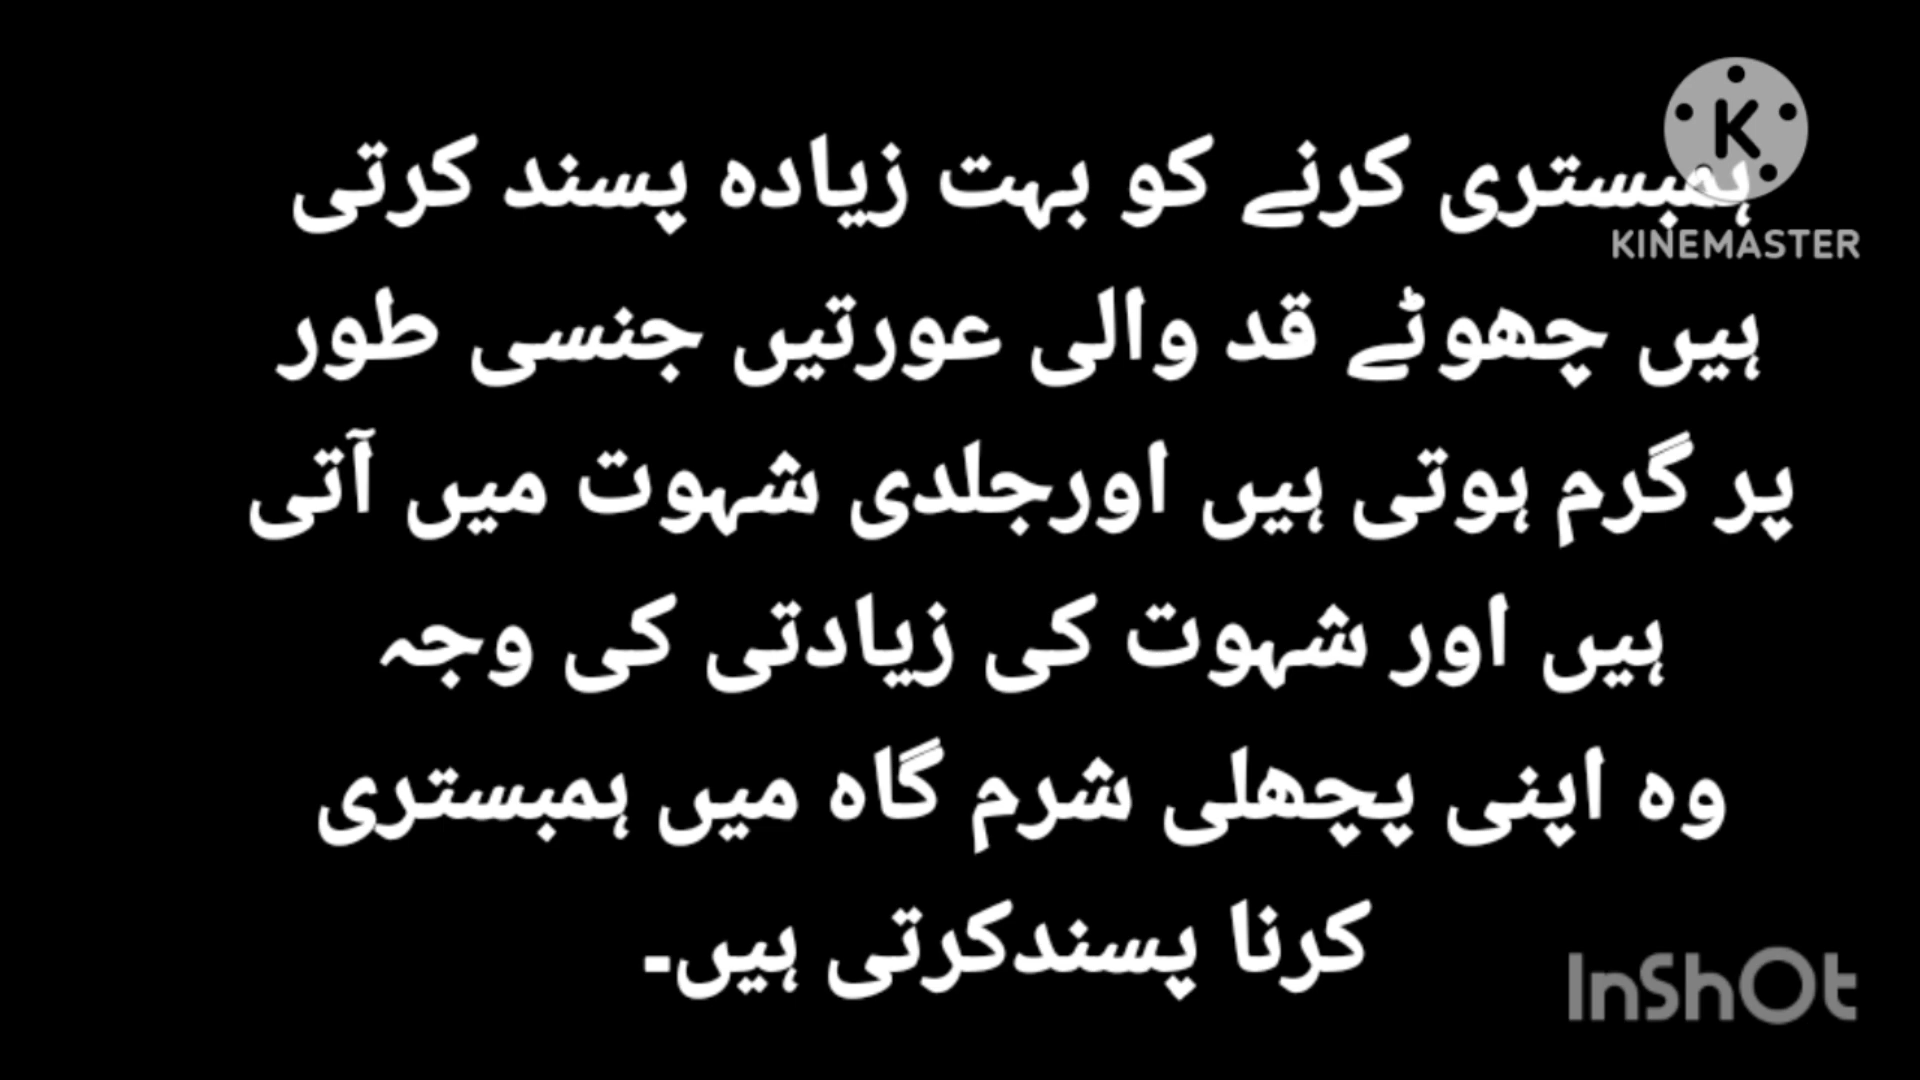 ہمبستری کرنے کو بہت زیادہ پسند کرتی
ہیں چھوٹے قد والی عورتیں جنسی طور
پر گرم ہوتی ہیں اورجلدی شہوت میں آتی
ہیں اور شہوت کی زیادتی کی وجہ
وہ اپنی پچھلی شرم گاہ میں ہمبستری
کرنا پسندکرتی ہیں۔
K
KINEMASTER
InShOt